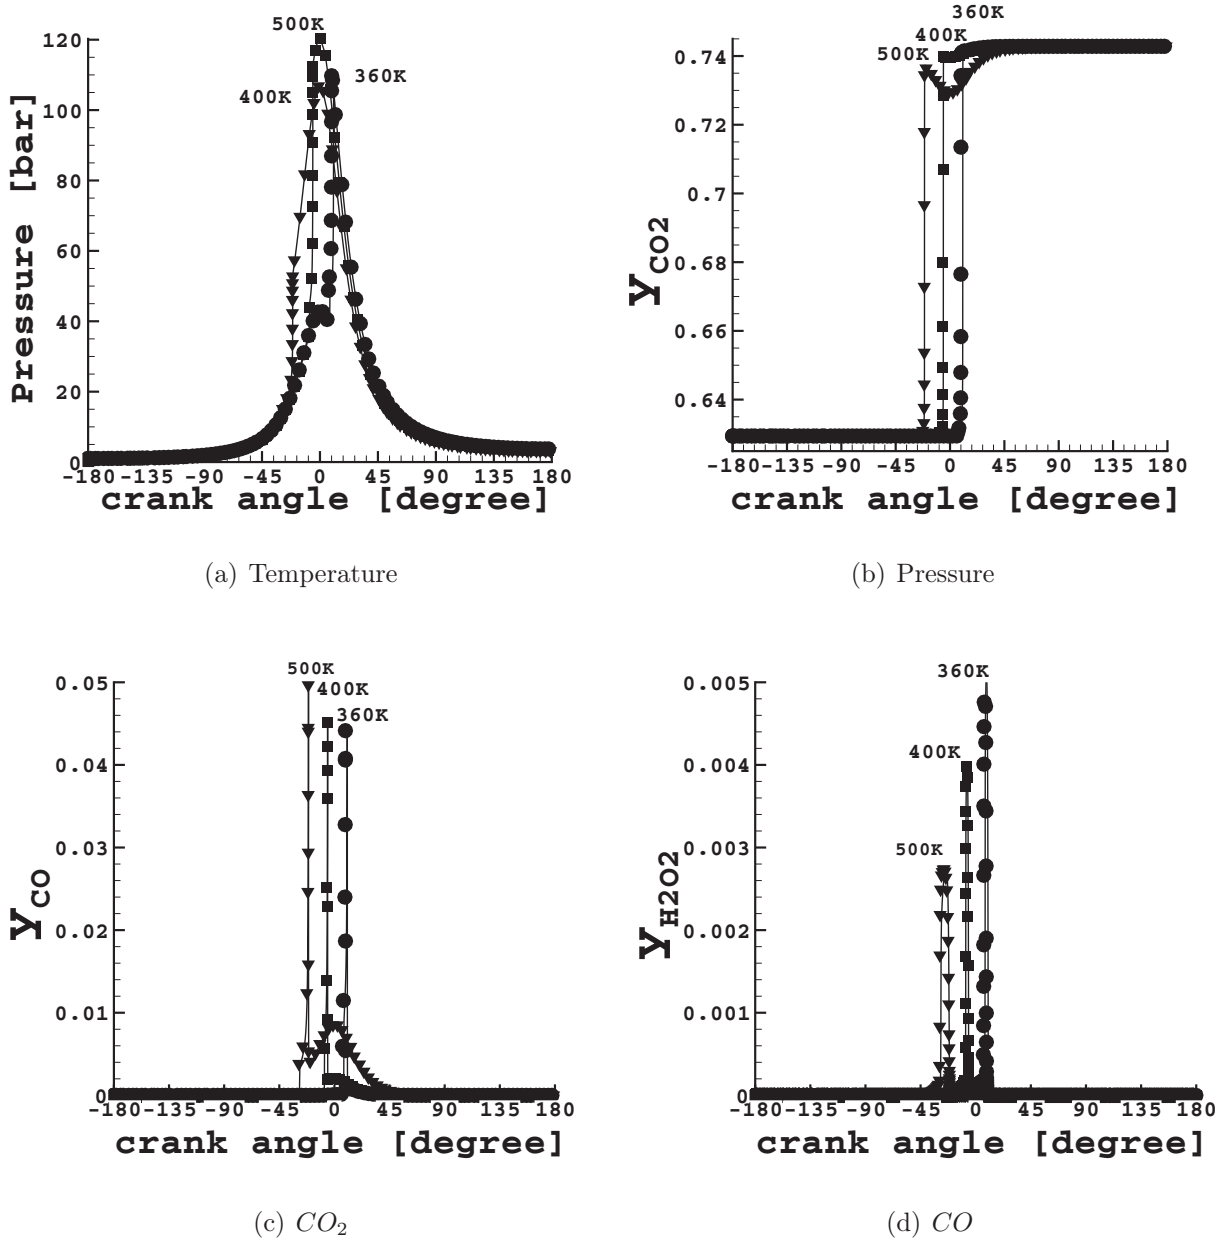 500K
360K
400K
120
100
80
60
40
20
0
Pressure [bar]
-180 -135 -90 -45 0 45 90 135 180
crank angle [degree]
(a) Temperature
360K
400K
500K
0.74
0.72
0.7
0.68
0.66
0.64
YCO2
-180 -135 -90 -45 0 45 90 135 180
crank angle [degree]
(b) Pressure
500K
400K
360K
0.05
0.04
0.03
0.02
0.01
0
YCO
-180 -135 -90 -45 0 45 90 135 180
crank angle [degree]
(c) CO2
360K
400K
500K
0.005
0.004
0.003
0.002
0.001
0
YH2O2
-180 -135 -90 -45 0 45 90 135 180
crank angle [degree]
(d) CO